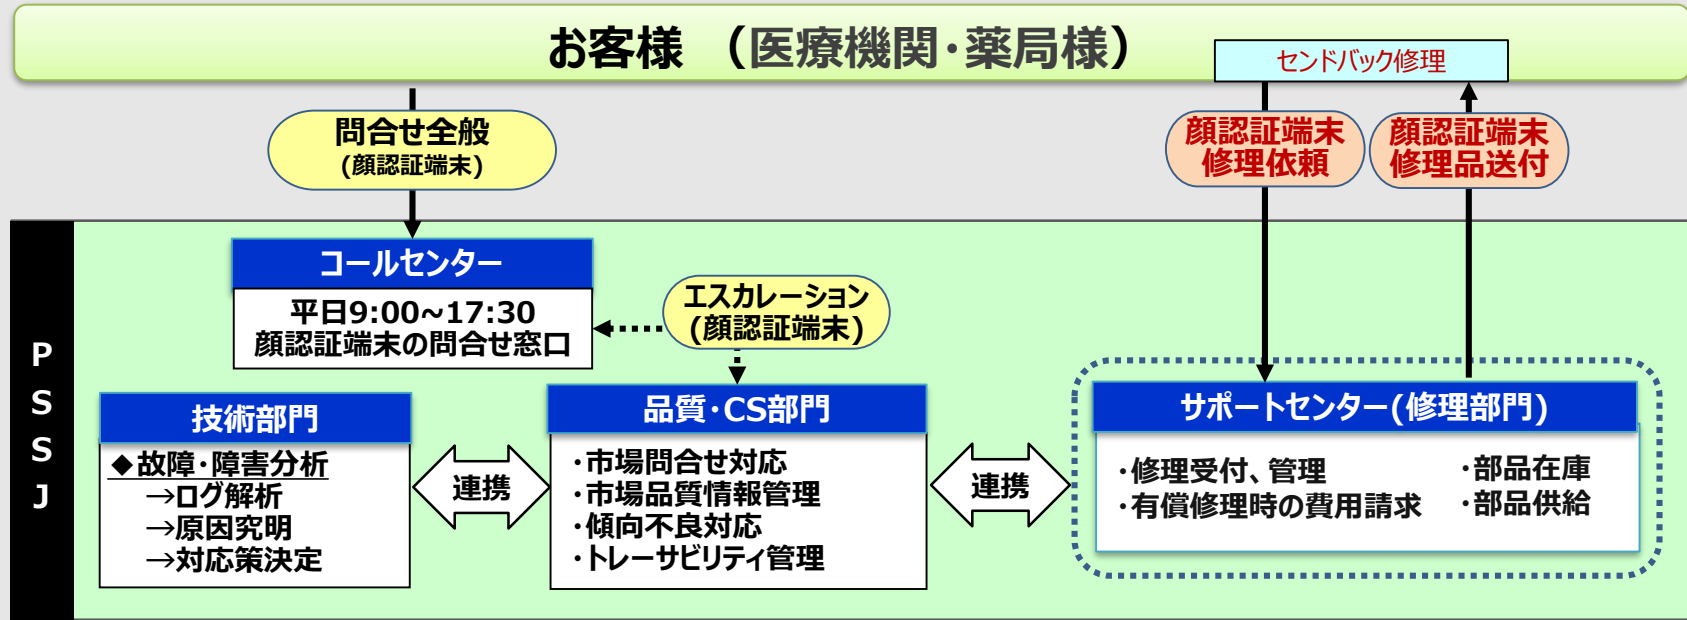 お客様 （医療機関・薬局様）
センドバック修理
問合せ全般
(顔認証端末)
顔認証端末
修理依頼
顔認証端末
修理品送付
PSSJ
コールセンター
平日9:00~17:30
顔認証端末の問合せ窓口
エスカレーション
(顔認証端末)
技術部門
◆故障・障害分析
→ログ解析
→原因究明
→対応策決定
連携
品質・CS部門
・市場問合せ対応
・市場品質情報管理
・傾向不良対応
・トレーサビリティ管理
連携
サポートセンター(修理部門)
・修理受付、管理
・有償修理時の費用請求
・部品在庫
・部品供給